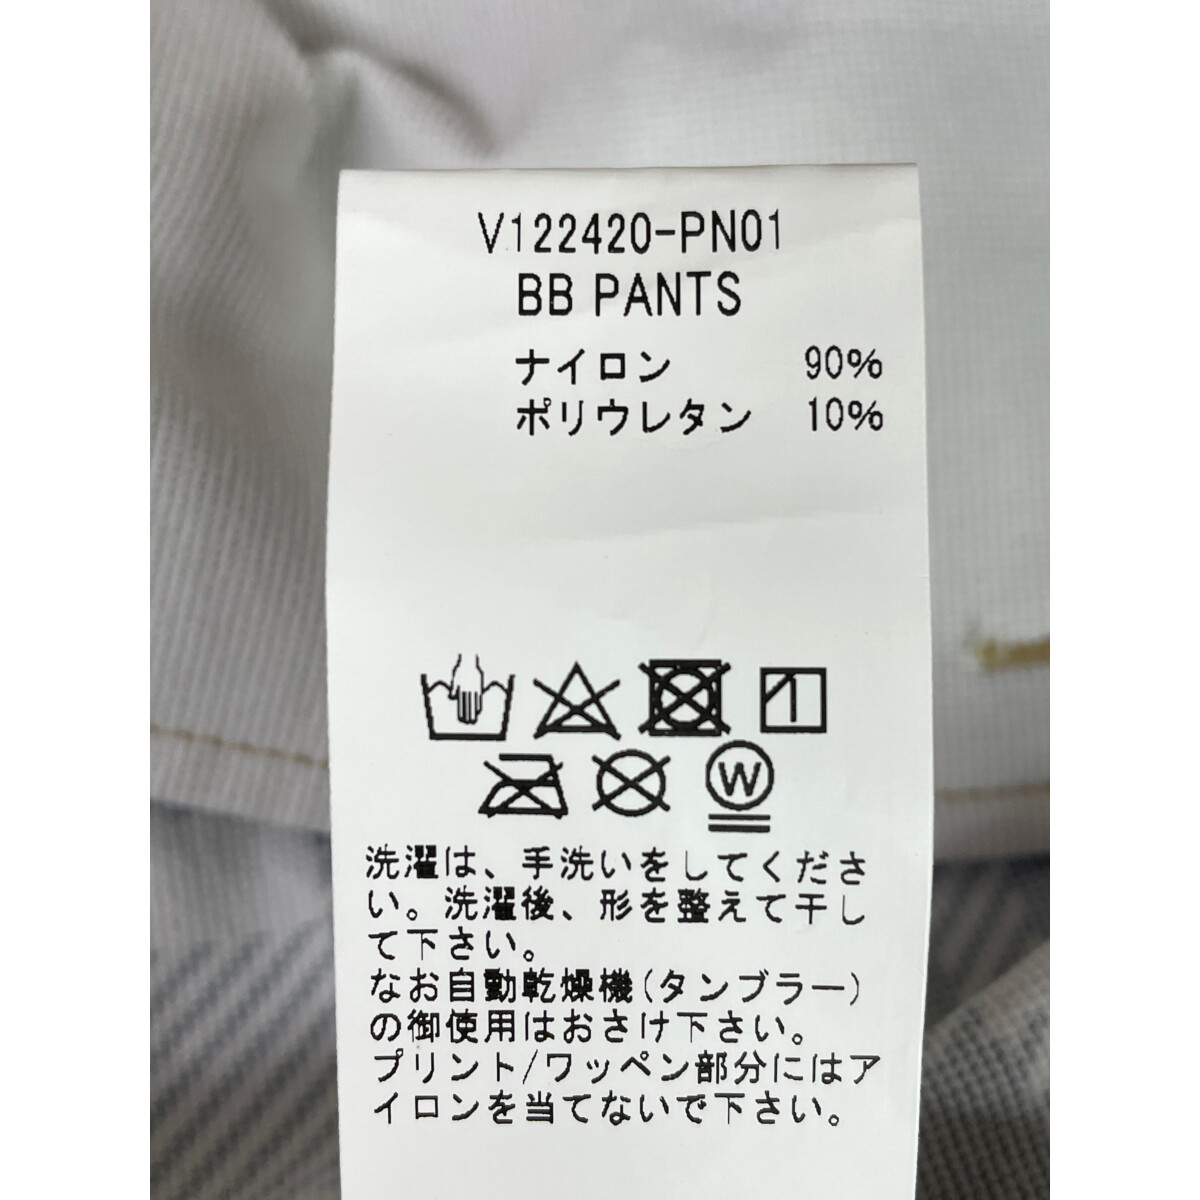 V122420-PN01
BB PANTS
ナイロン 90%
ポリウレタン 10%
W
洗濯は、手洗いをしてくださ
い。洗濯後、形を整えて干し
て下さい。
なお自動乾燥機(タンブラー)
の御使用はおさけ下さい。
プリント/ワッペン部分にはア
イロンを当てないで下さい。